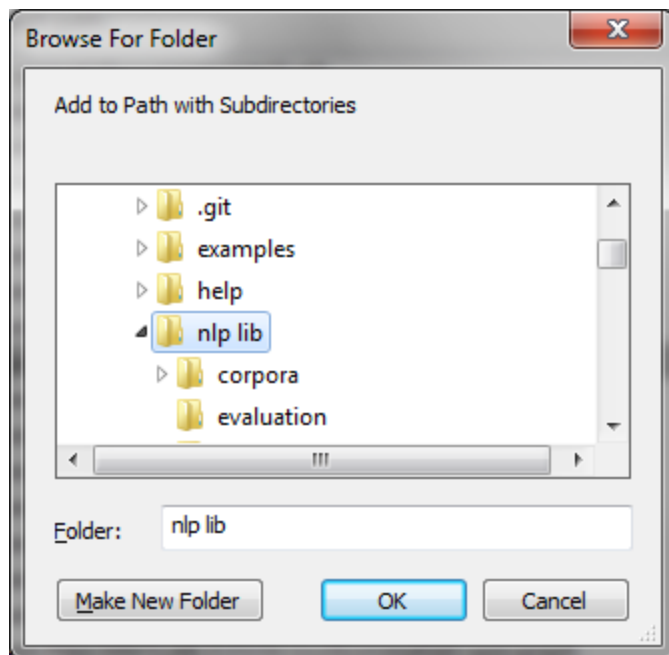 Browse For Folder
Add to Path with Subdirectories
.git
examples
help
nlp lib
corpora
evaluation
Folder: nlp lib
Make New Folder OK Cancel